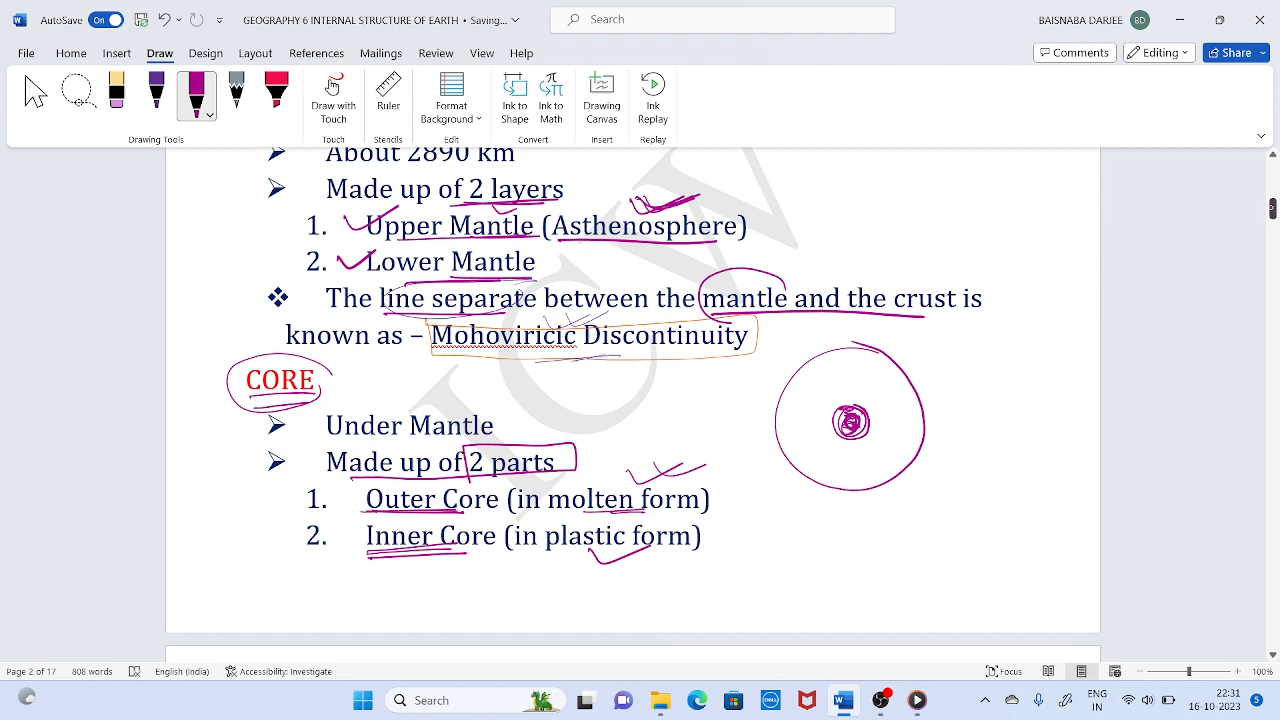 AutoSave On GEOGRAPHY 6 INTERNAL STRUCTURE OF EARTH • Saving... Search BAISNABA DARJEE BD
File Home Insert Draw Design Layout References Mailings Review View Help Comments Editing Share
Draw with Touch Ruler Format Background Ink to Shape Ink to Math Drawing Canvas Ink Replay
Drawing Tools Touch Stencils Edit Convert Insert Replay
➢ About 2890 km
➢ Made up of 2 layers
1. Upper Mantle (Asthenosphere)
2. Lower Mantle
❖ The line separate between the mantle and the crust is
known as – Mohoviricic Discontinuity
CORE
➢ Under Mantle
➢ Made up of 2 parts
1. Outer Core (in molten form)
2. Inner Core (in plastic form)
ICW
Page 2 of 17 808 words English (India) Accessibility: Investigate Focus 100%
Search ENG IN 22:31 16-10-2023 5